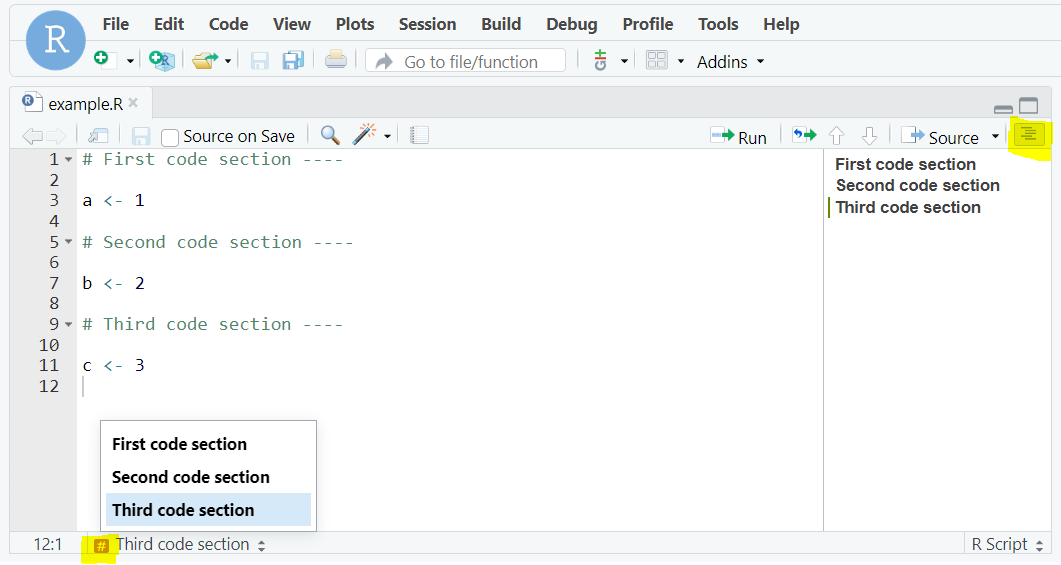 R File Edit Code View Plots Session Build Debug Profile Tools Help
Go to file/function Addins
example.R
Source on Save Run Source
1 # First code section ----
2
3 a <- 1
4
5 # Second code section ----
6
7 b <- 2
8
9 # Third code section ----
10
11 c <- 3
12
First code section
Second code section
Third code section
First code section
Second code section
Third code section
12:1 # Third code section R Script